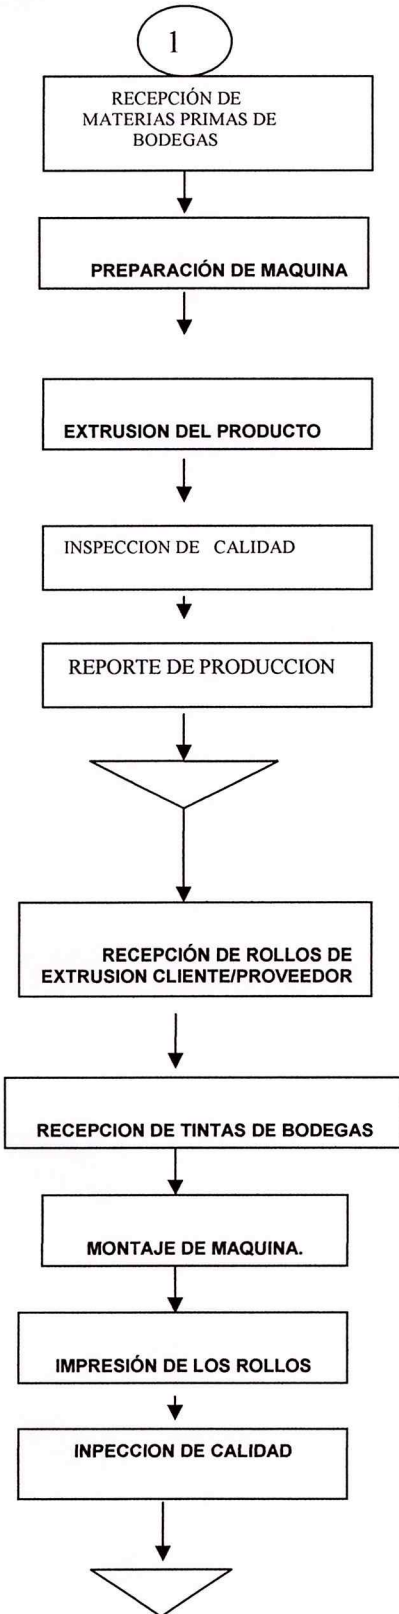 1
RECEPCIÓN DE
MATERIAS PRIMAS DE
BODEGAS
PREPARACIÓN DE MAQUINA
EXTRUSION DEL PRODUCTO
INSPECCION DE CALIDAD
REPORTE DE PRODUCCION
RECEPCIÓN DE ROLLOS DE
EXTRUSION CLIENTE/PROVEEDOR
RECEPCION DE TINTAS DE BODEGAS
MONTAJE DE MAQUINA.
IMPRESIÓN DE LOS ROLLOS
INPECCION DE CALIDAD